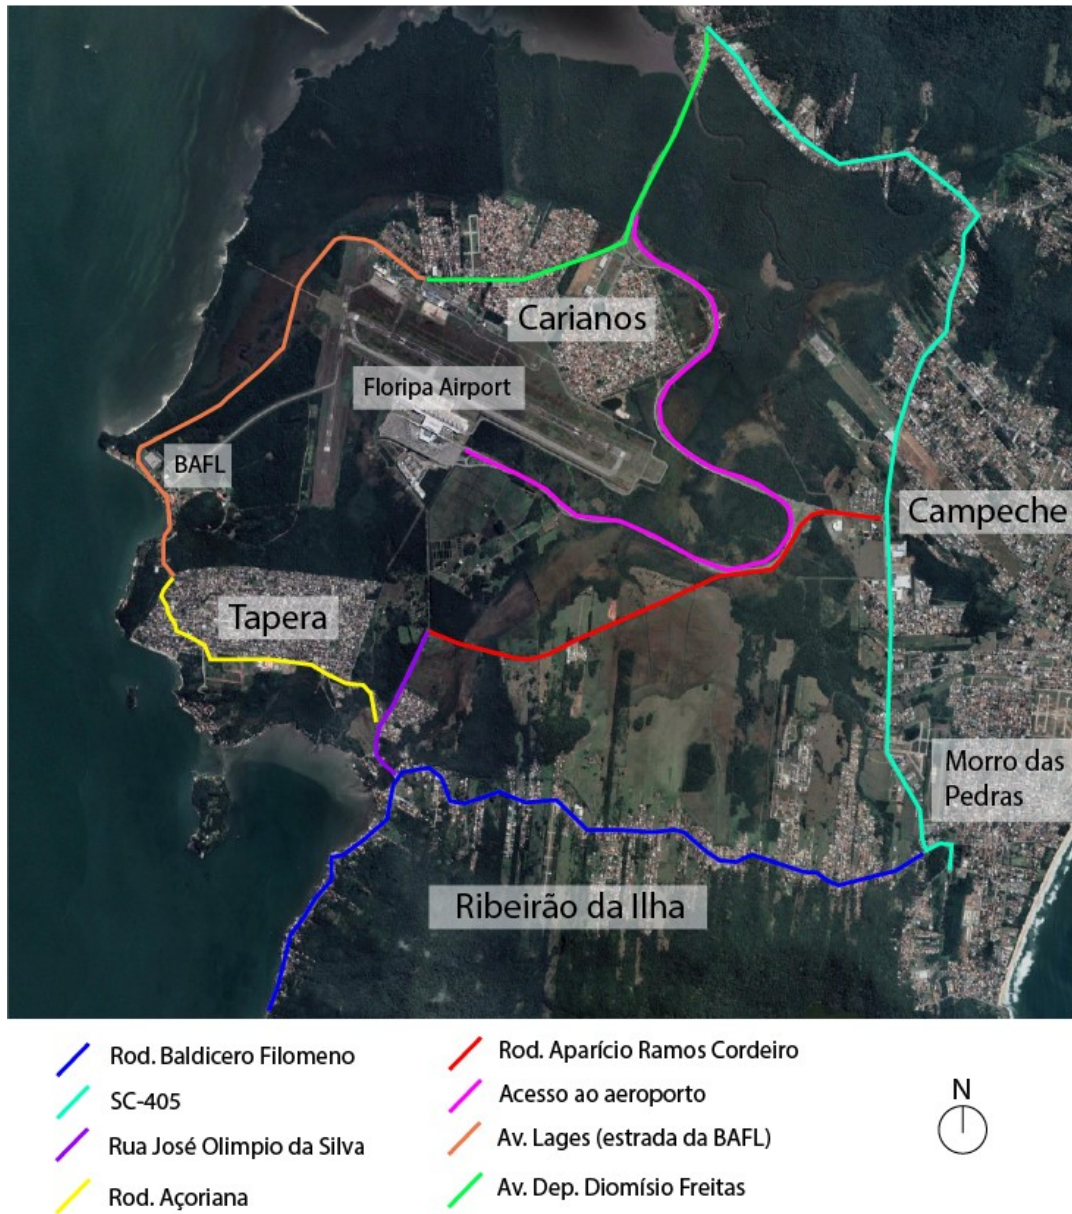 Carianos
Floripa Airport
BAFL
Campeche
Tapera
Morro das
Pedras
Ribeirão da Ilha
Rod. Baldicero Filomeno
SC-405
Rua José Olimpio da Silva
Rod. Açoriana
Rod. Aparício Ramos Cordeiro
Acesso ao aeroporto
Av. Lages (estrada da BAFL)
Av. Dep. Diomísio Freitas
N